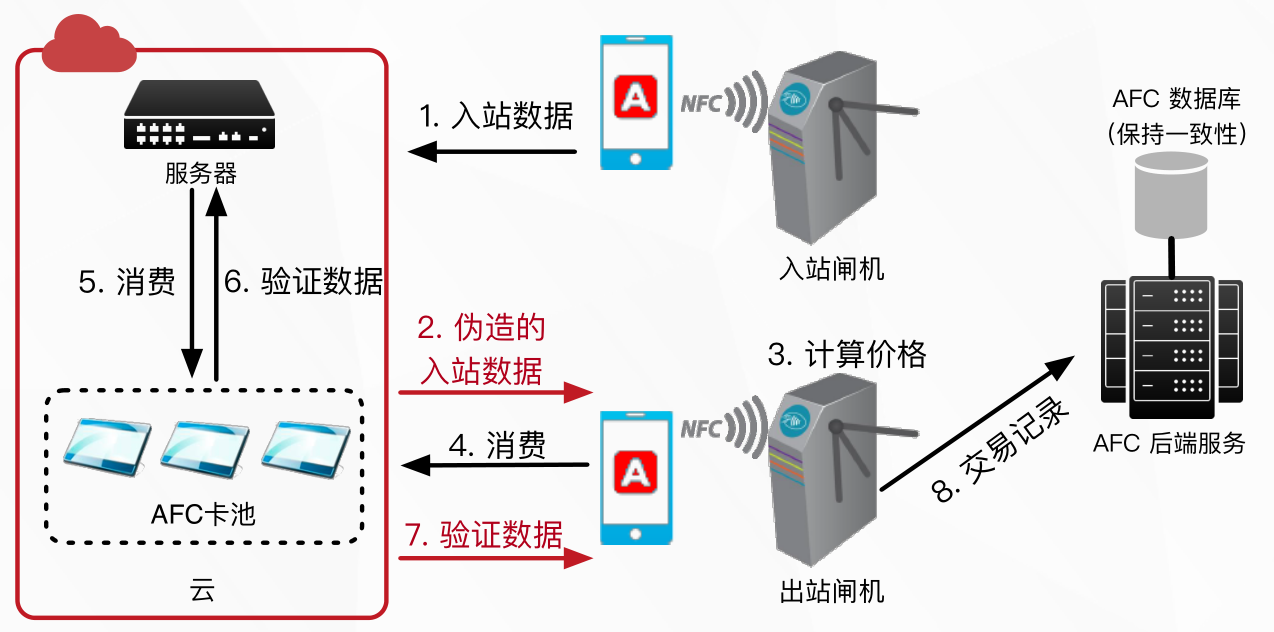 服务器
5. 消费
6. 验证数据
AFC卡池
云
1. 入站数据
A
NFC
入站闸机
2. 伪造的
入站数据
3. 计算价格
4. 消费
7. 验证数据
A
NFC
出站闸机
8. 交易记录
AFC 数据库
(保持一致性)
AFC 后端服务